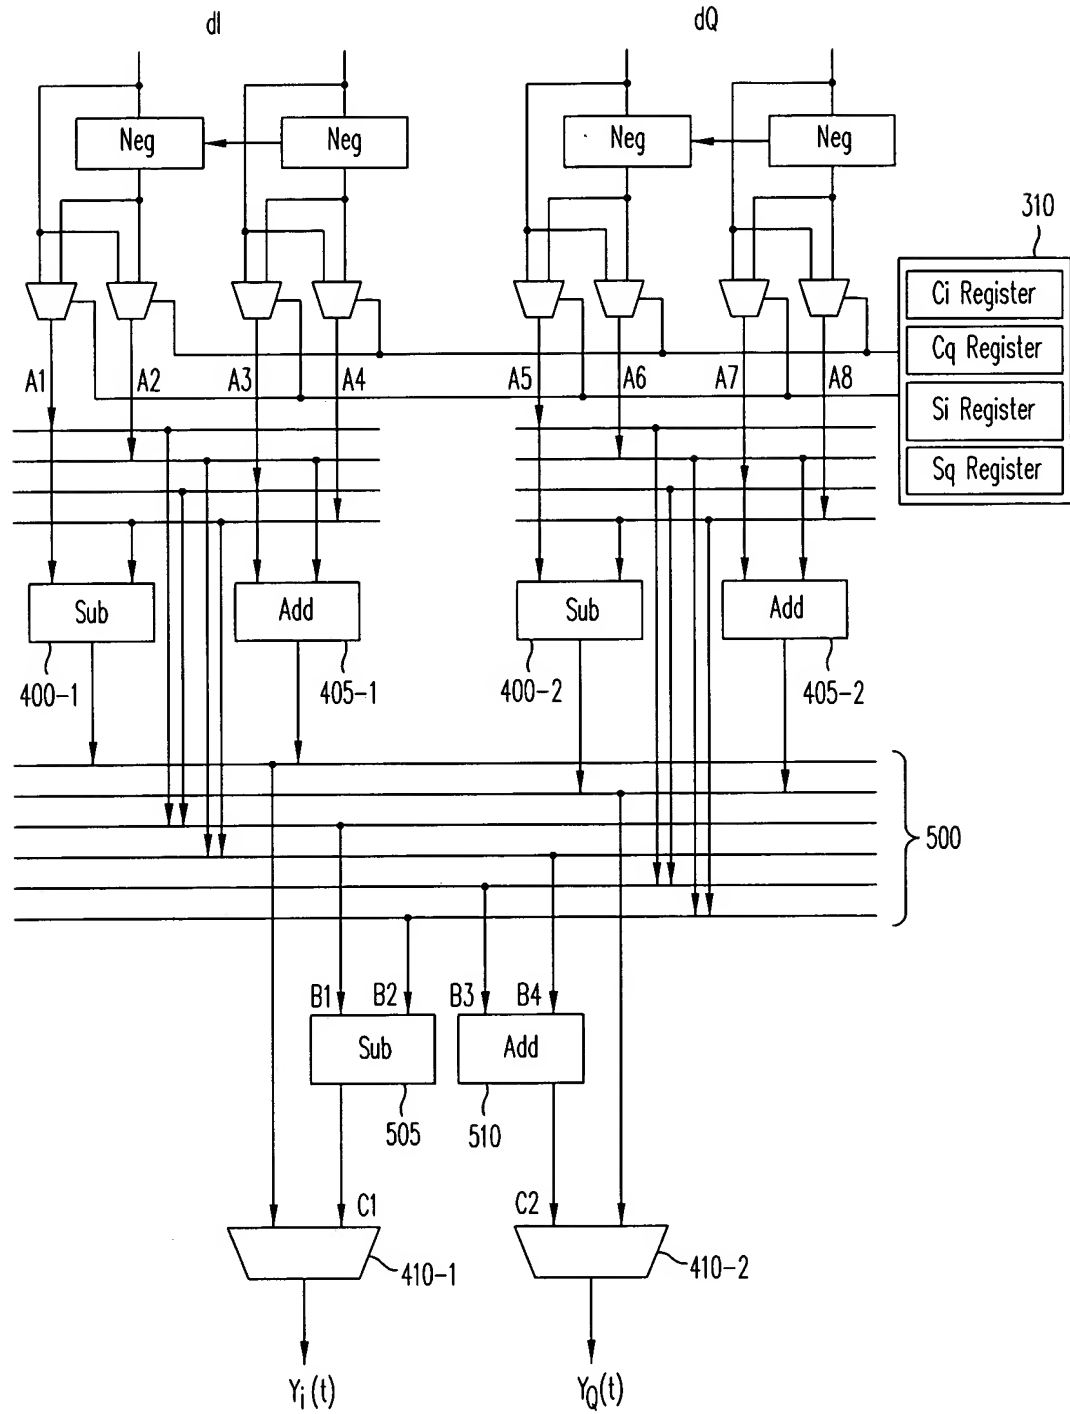 dI
dQ
Neg
Neg
Neg
Neg
310
Ci Register
Cq Register
Si Register
Sq Register
A1
A2
A3
A4
A5
A6
A7
A8
Sub
Add
Sub
Add
400-1
405-1
400-2
405-2
500
B1
B2
B3
B4
Sub
Add
505
510
C1
C2
410-1
410-2
Yi(t)
YQ(t)